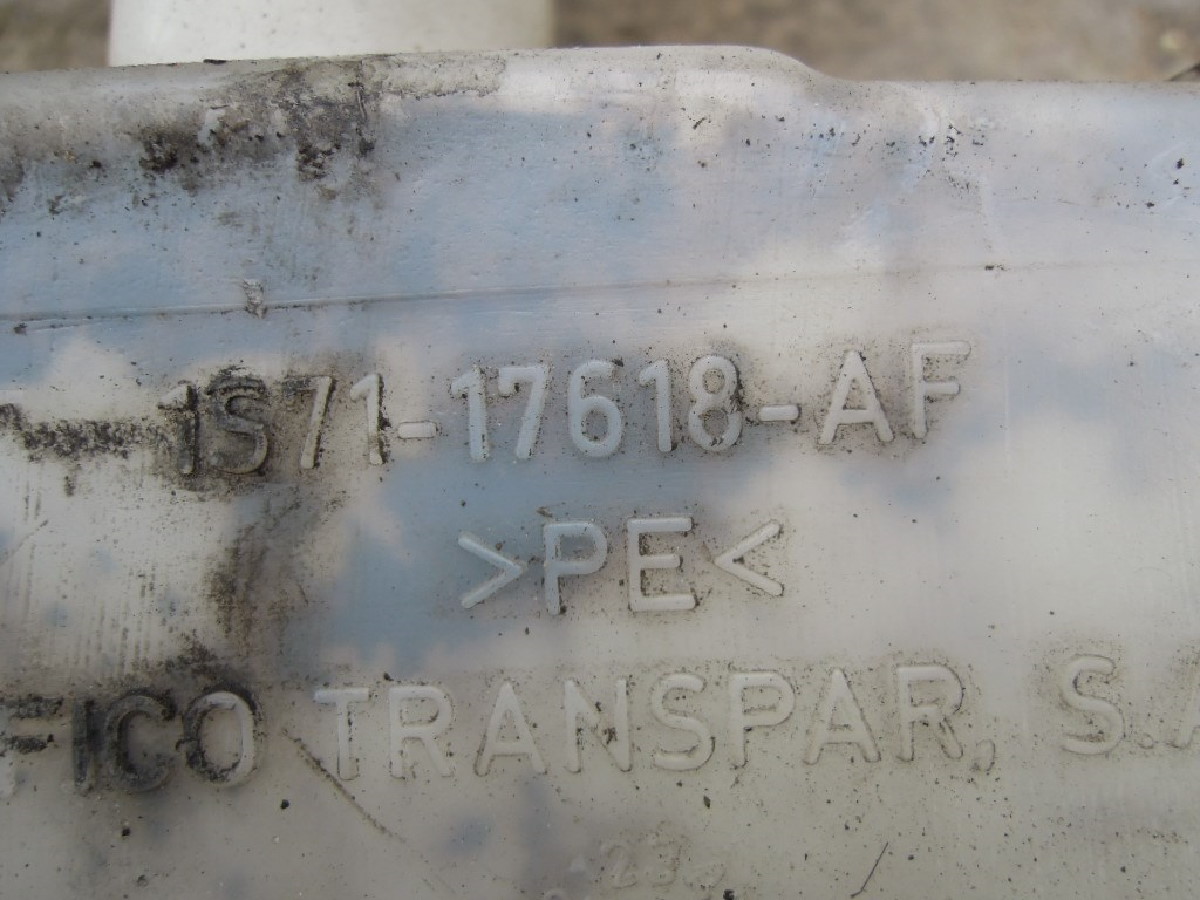 1S71-17618-AF
>PE<
FICO TRANSPAR, S.A